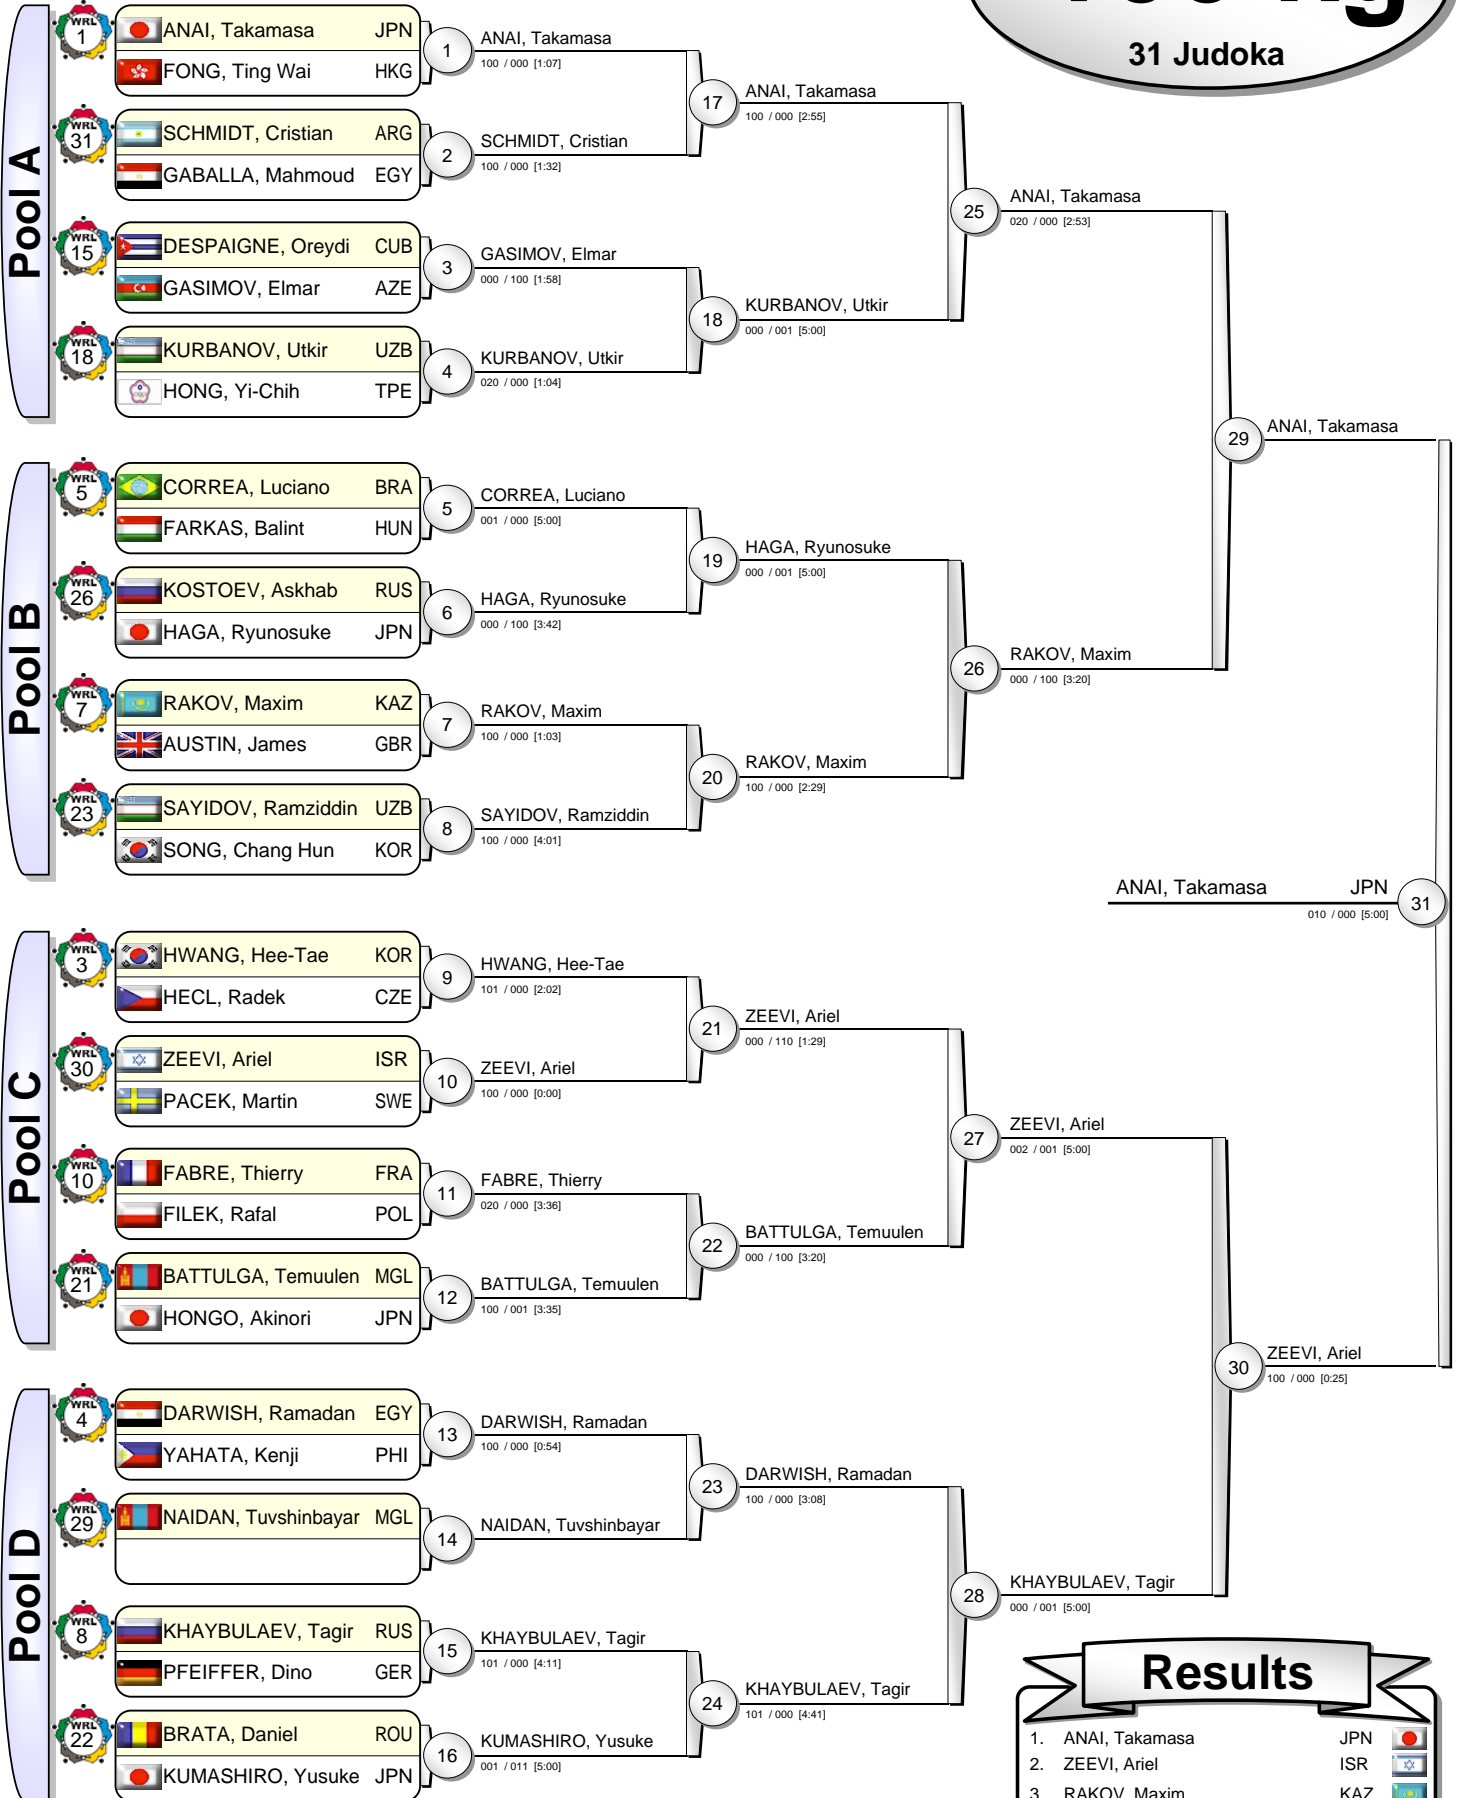 31 Judoka
Pool A
WRL 1
ANAI, Takamasa JPN
FONG, Ting Wai HKG
WRL 31
SCHMIDT, Cristian ARG
GABALLA, Mahmoud EGY
WRL 15
DESPAIGNE, Oreydi CUB
GASIMOV, Elmar AZE
WRL 18
KURBANOV, Utkir UZB
HONG, Yi-Chih TPE
Pool B
WRL 5
CORREA, Luciano BRA
FARKAS, Balint HUN
WRL 26
KOSTOEV, Askhab RUS
HAGA, Ryunosuke JPN
WRL 7
RAKOV, Maxim KAZ
AUSTIN, James GBR
WRL 23
SAYIDOV, Ramziddin UZB
SONG, Chang Hun KOR
Pool C
WRL 3
HWANG, Hee-Tae KOR
HECL, Radek CZE
WRL 30
ZEEVI, Ariel ISR
PACEK, Martin SWE
WRL 10
FABRE, Thierry FRA
FILEK, Rafal POL
WRL 21
BATTULGA, Temuulen MGL
HONGO, Akinori JPN
Pool D
WRL 4
DARWISH, Ramadan EGY
YAHATA, Kenji PHI
WRL 29
NAIDAN, Tuvshinbayar MGL
WRL 8
KHAYBULAEV, Tagir RUS
PFEIFFER, Dino GER
WRL 22
BRATA, Daniel ROU
KUMASHIRO, Yusuke JPN
1
ANAI, Takamasa
100 / 000 [1:07]
2
SCHMIDT, Cristian
100 / 000 [1:32]
3
GASIMOV, Elmar
000 / 100 [1:58]
4
KURBANOV, Utkir
020 / 000 [1:04]
5
CORREA, Luciano
001 / 000 [5:00]
6
HAGA, Ryunosuke
000 / 100 [3:42]
7
RAKOV, Maxim
100 / 000 [1:03]
8
SAYIDOV, Ramziddin
100 / 000 [4:01]
9
HWANG, Hee-Tae
101 / 000 [2:02]
10
ZEEVI, Ariel
100 / 000 [0:00]
11
FABRE, Thierry
020 / 000 [3:36]
12
BATTULGA, Temuulen
100 / 001 [3:35]
13
DARWISH, Ramadan
100 / 000 [0:54]
14
NAIDAN, Tuvshinbayar
15
KHAYBULAEV, Tagir
101 / 000 [4:11]
16
KUMASHIRO, Yusuke
001 / 011 [5:00]
17
ANAI, Takamasa
100 / 000 [2:55]
18
KURBANOV, Utkir
000 / 001 [5:00]
19
HAGA, Ryunosuke
000 / 001 [5:00]
20
RAKOV, Maxim
100 / 000 [2:29]
21
ZEEVI, Ariel
000 / 110 [1:29]
22
BATTULGA, Temuulen
000 / 100 [3:20]
23
DARWISH, Ramadan
100 / 000 [3:08]
24
KHAYBULAEV, Tagir
101 / 000 [4:41]
25
ANAI, Takamasa
020 / 000 [2:53]
26
RAKOV, Maxim
000 / 100 [3:20]
27
ZEEVI, Ariel
002 / 001 [5:00]
28
KHAYBULAEV, Tagir
000 / 001 [5:00]
29
ANAI, Takamasa
30
ZEEVI, Ariel
100 / 000 [0:25]
ANAI, Takamasa JPN
31
010 / 000 [5:00]
Results
1. ANAI, Takamasa JPN
2. ZEEVI, Ariel ISR
3. RAKOV, Maxim KAZ